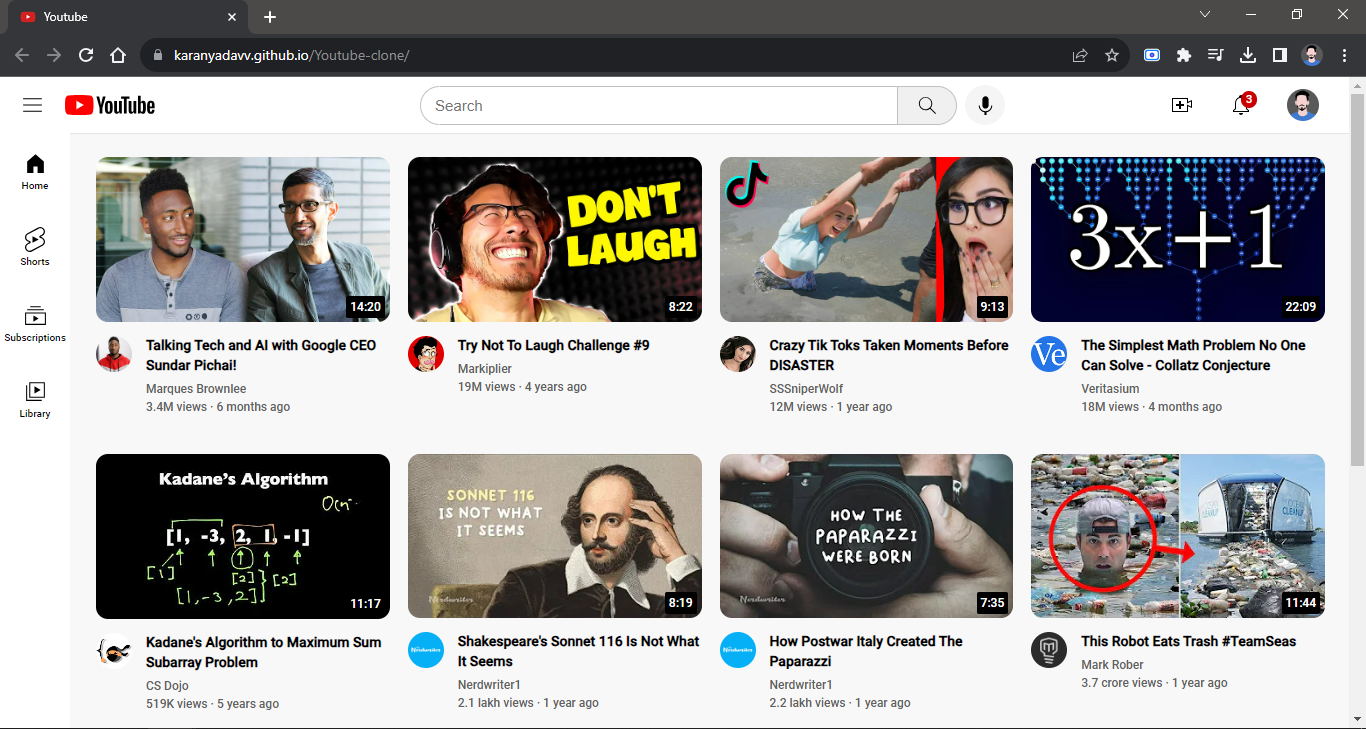 Youtube
karanyadavv.github.io/Youtube-clone/
YouTube
Search
3
Home
Shorts
Subscriptions
Library
14:20
Talking Tech and AI with Google CEO
Sundar Pichai!
Marques Brownlee
3.4M views · 6 months ago
DON'T
LAUGH
8:22
Try Not To Laugh Challenge #9
Markiplier
19M views · 4 years ago
9:13
Crazy Tik Toks Taken Moments Before
DISASTER
SSSniperWolf
12M views · 1 year ago
3x+1
22:09
Ve
The Simplest Math Problem No One
Can Solve - Collatz Conjecture
Veritasium
18M views · 4 months ago
Kadane's Algorithm
[1, -3, 2, 1, -1]
[1]
[2]
[2]
[1,-3,2]
11:17
Kadane's Algorithm to Maximum Sum
Subarray Problem
CS Dojo
519K views · 5 years ago
SONNET 116
IS NOT WHAT
IT SEEMS
Nerdwriter
8:19
Nerdwriter
Shakespeare's Sonnet 116 Is Not What
It Seems
Nerdwriter1
2.1 lakh views · 1 year ago
HOW THE
PAPARAZZI
WERE BORN
Nerdwriter
7:35
Nerdwriter
How Postwar Italy Created The
Paparazzi
Nerdwriter1
2.2 lakh views · 1 year ago
CLEANUP
11:44
This Robot Eats Trash #TeamSeas
Mark Rober
3.7 crore views · 1 year ago